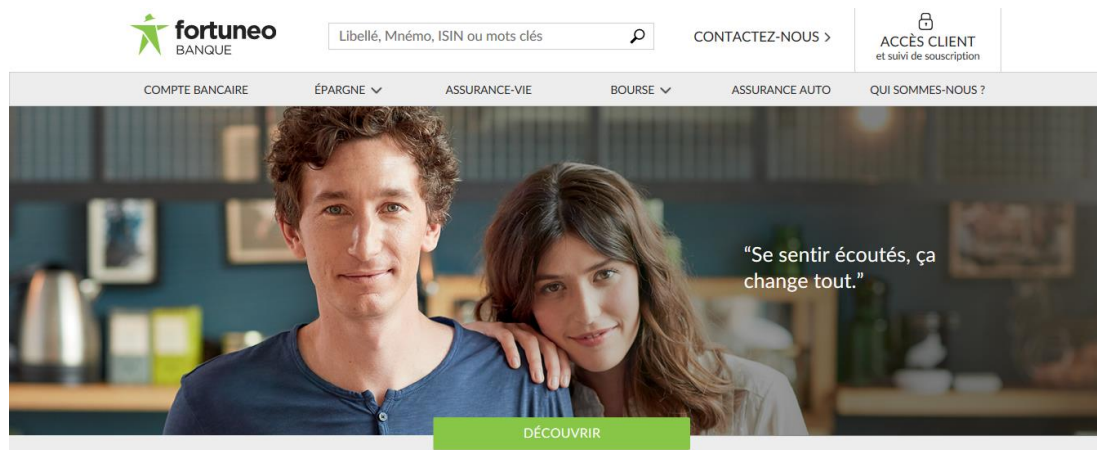 fortuneo
BANQUE
Libellé, Mnémo, ISIN ou mots clés
CONTACTEZ-NOUS >
ACCÈS CLIENT
et suivi de souscription
COMPTE BANCAIRE
ÉPARGNE
ASSURANCE-VIE
BOURSE
ASSURANCE AUTO
QUI SOMMES-NOUS ?
“Se sentir écoutés, ça
change tout.”
DÉCOUVRIR